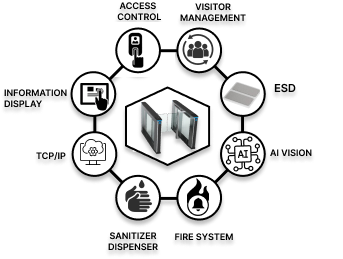 ACCESS
CONTROL
VISITOR
MANAGEMENT
INFORMATION
DISPLAY
ESD
TCP/IP
AI
AI VISION
SANITIZER
DISPENSER
FIRE SYSTEM